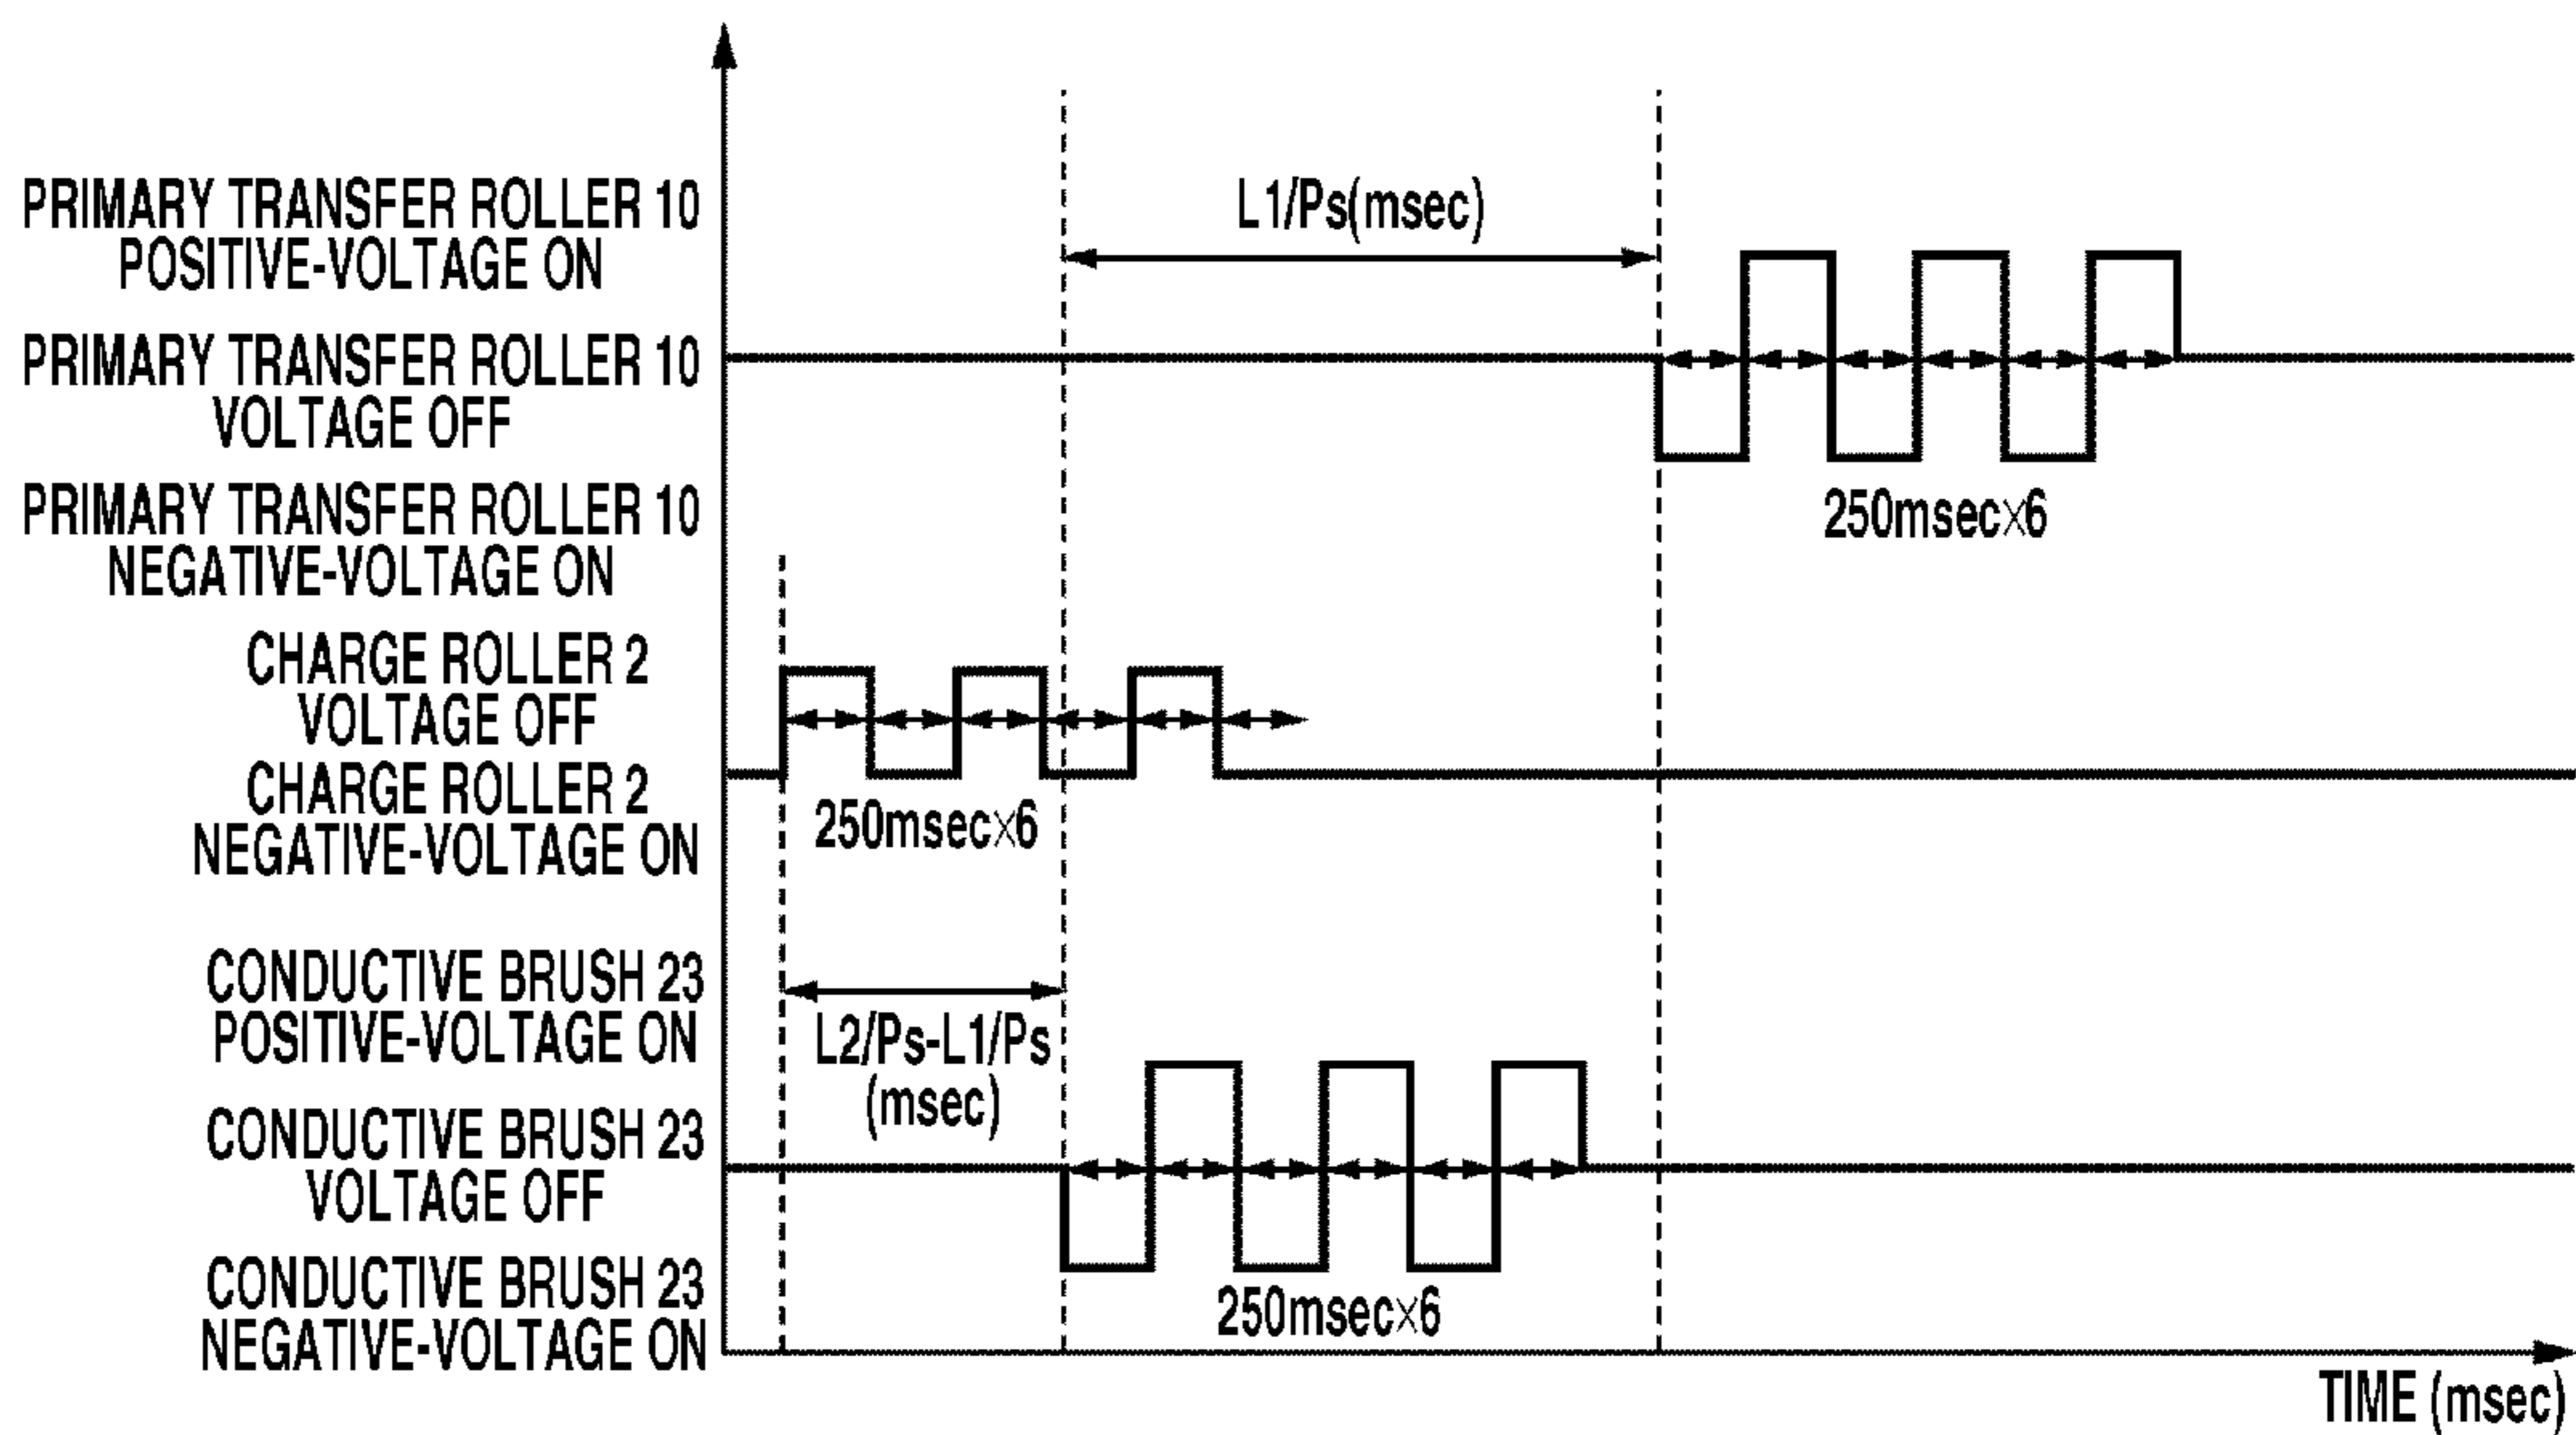 PRIMARY TRANSFER ROLLER 10
POSITIVE-VOLTAGE ON
L1/Ps(msec)
PRIMARY TRANSFER ROLLER 10
VOLTAGE OFF
PRIMARY TRANSFER ROLLER 10
NEGATIVE-VOLTAGE ON
250msec×6
CHARGE ROLLER 2
VOLTAGE OFF
CHARGE ROLLER 2
NEGATIVE-VOLTAGE ON
250msec×6
CONDUCTIVE BRUSH 23
POSITIVE-VOLTAGE ON
L2/Ps-L1/Ps
(msec)
CONDUCTIVE BRUSH 23
VOLTAGE OFF
CONDUCTIVE BRUSH 23
NEGATIVE-VOLTAGE ON
250msec×6
TIME (msec)